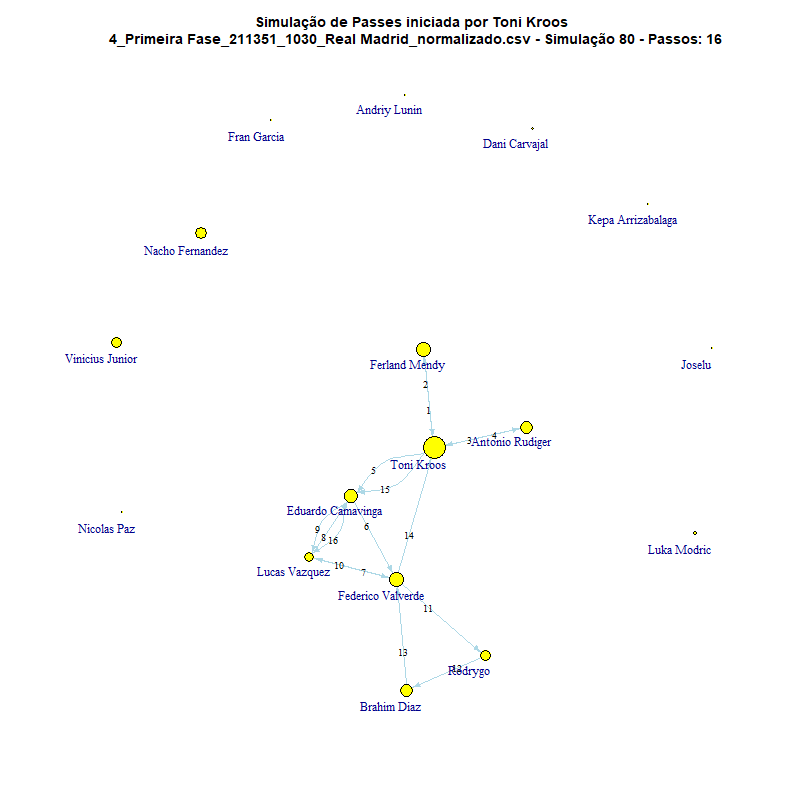 Simulação de Passes iniciada por Toni Kroos
4_Primeira Fase_211351_1030_Real Madrid_normalizado.csv - Simulação 80 - Passos: 16
Andriy Lunin
Fran Garcia
Dani Carvajal
Kepa Arrizabalaga
Nacho Fernandez
Vinicius Junior
Ferland Mendy
Joselu
2
1
3
4
Antonio Rudiger
Toni Kroos
5
15
Eduardo Camavinga
Nicolas Paz
6
9
8
16
14
Luka Modric
10
7
Lucas Vazquez
Federico Valverde
11
13
12
Rodrygo
Brahim Diaz